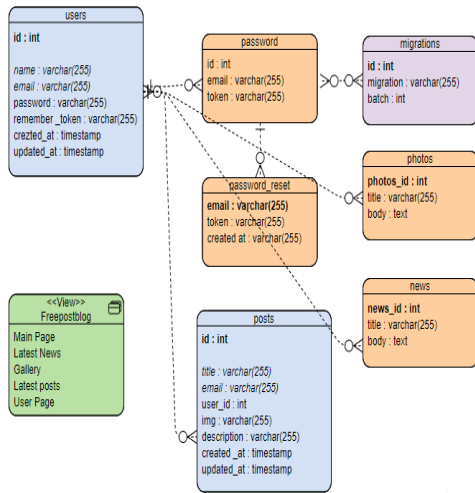 users
id : int
name : varchar(255)
email : varchar(255)
password : varchar(255)
remember _token : varchar(255)
crezted_at : timestamp
updated_at : timestamp
password
id : int
email : varchar(255)
token : varchar(255)
migrations
id : int
migration : varchar(255)
batch : int
photos
photos_id : int
title : varchar(255)
body : text
password_reset
email : varchar(255)
token : varchar(255)
created at : varchar(255)
news
news_id : int
title : varchar(255)
body : text
<<View>>
Freepostblog
Main Page
Latest News
Gallery
Latest posts
User Page
posts
id : int
title : varchar(255)
email : varchar(255)
user_id : int
img : varchar(255)
description : varchar(255)
created _at : timestamp
updated_at : timestamp